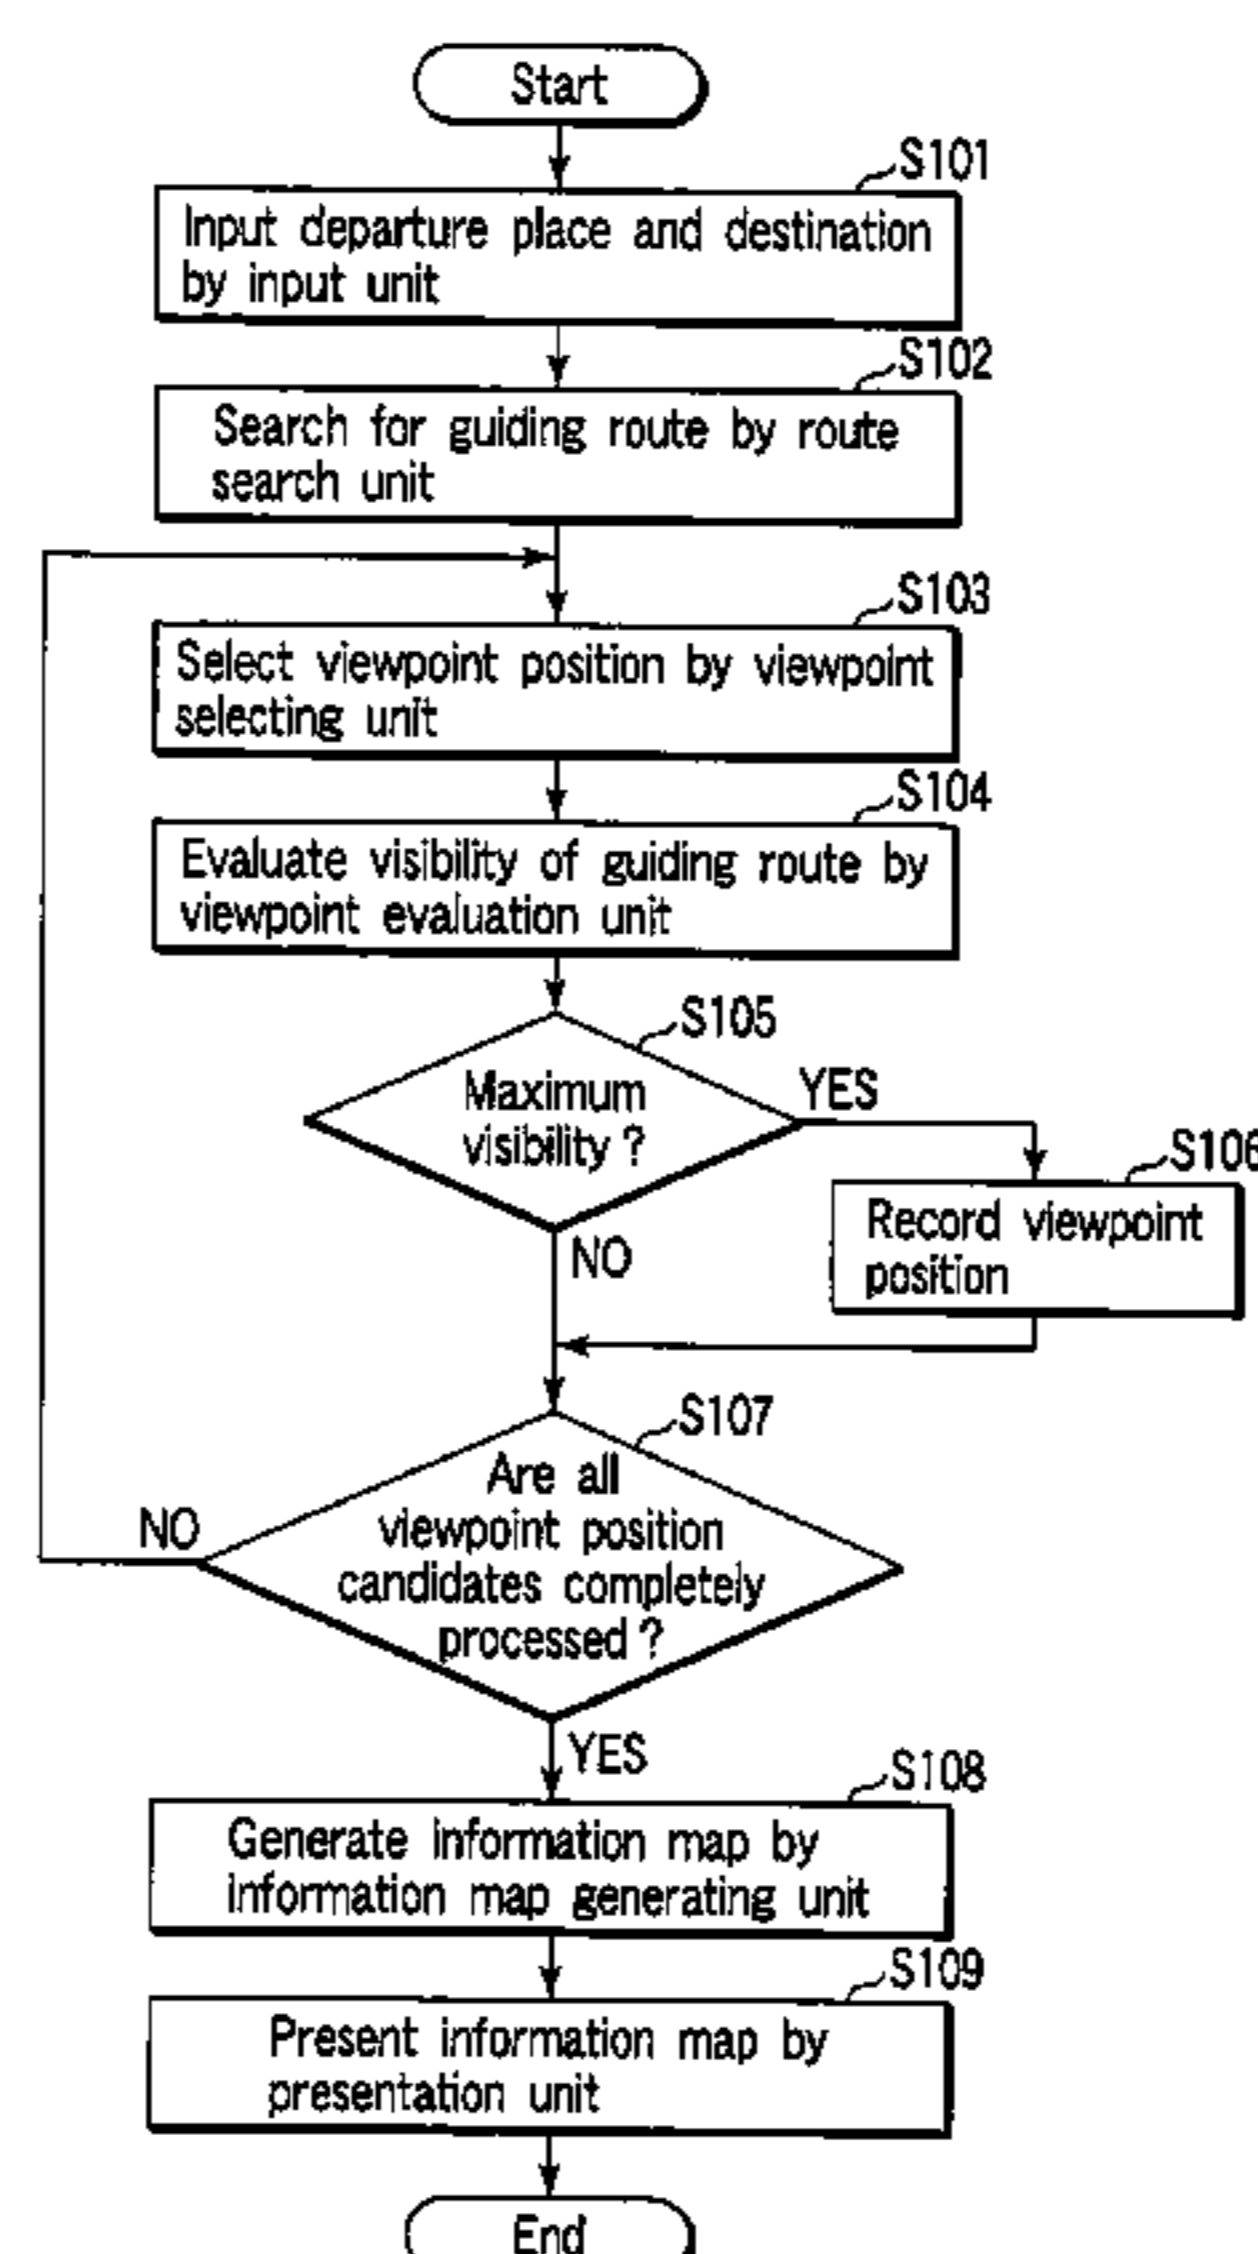 Start
S101
Input departure place and destination
by input unit
S102
Search for guiding route by route
search unit
S103
Select viewpoint position by viewpoint
selecting unit
S104
Evaluate visibility of guiding route by
viewpoint evaluation unit
S105
Maximum
visibility ?
YES
S106
Record viewpoint
position
NO
S107
Are all
viewpoint position
candidates completely
processed ?
NO
YES
S108
Generate information map by
information map generating unit
S109
Present information map by
presentation unit
End